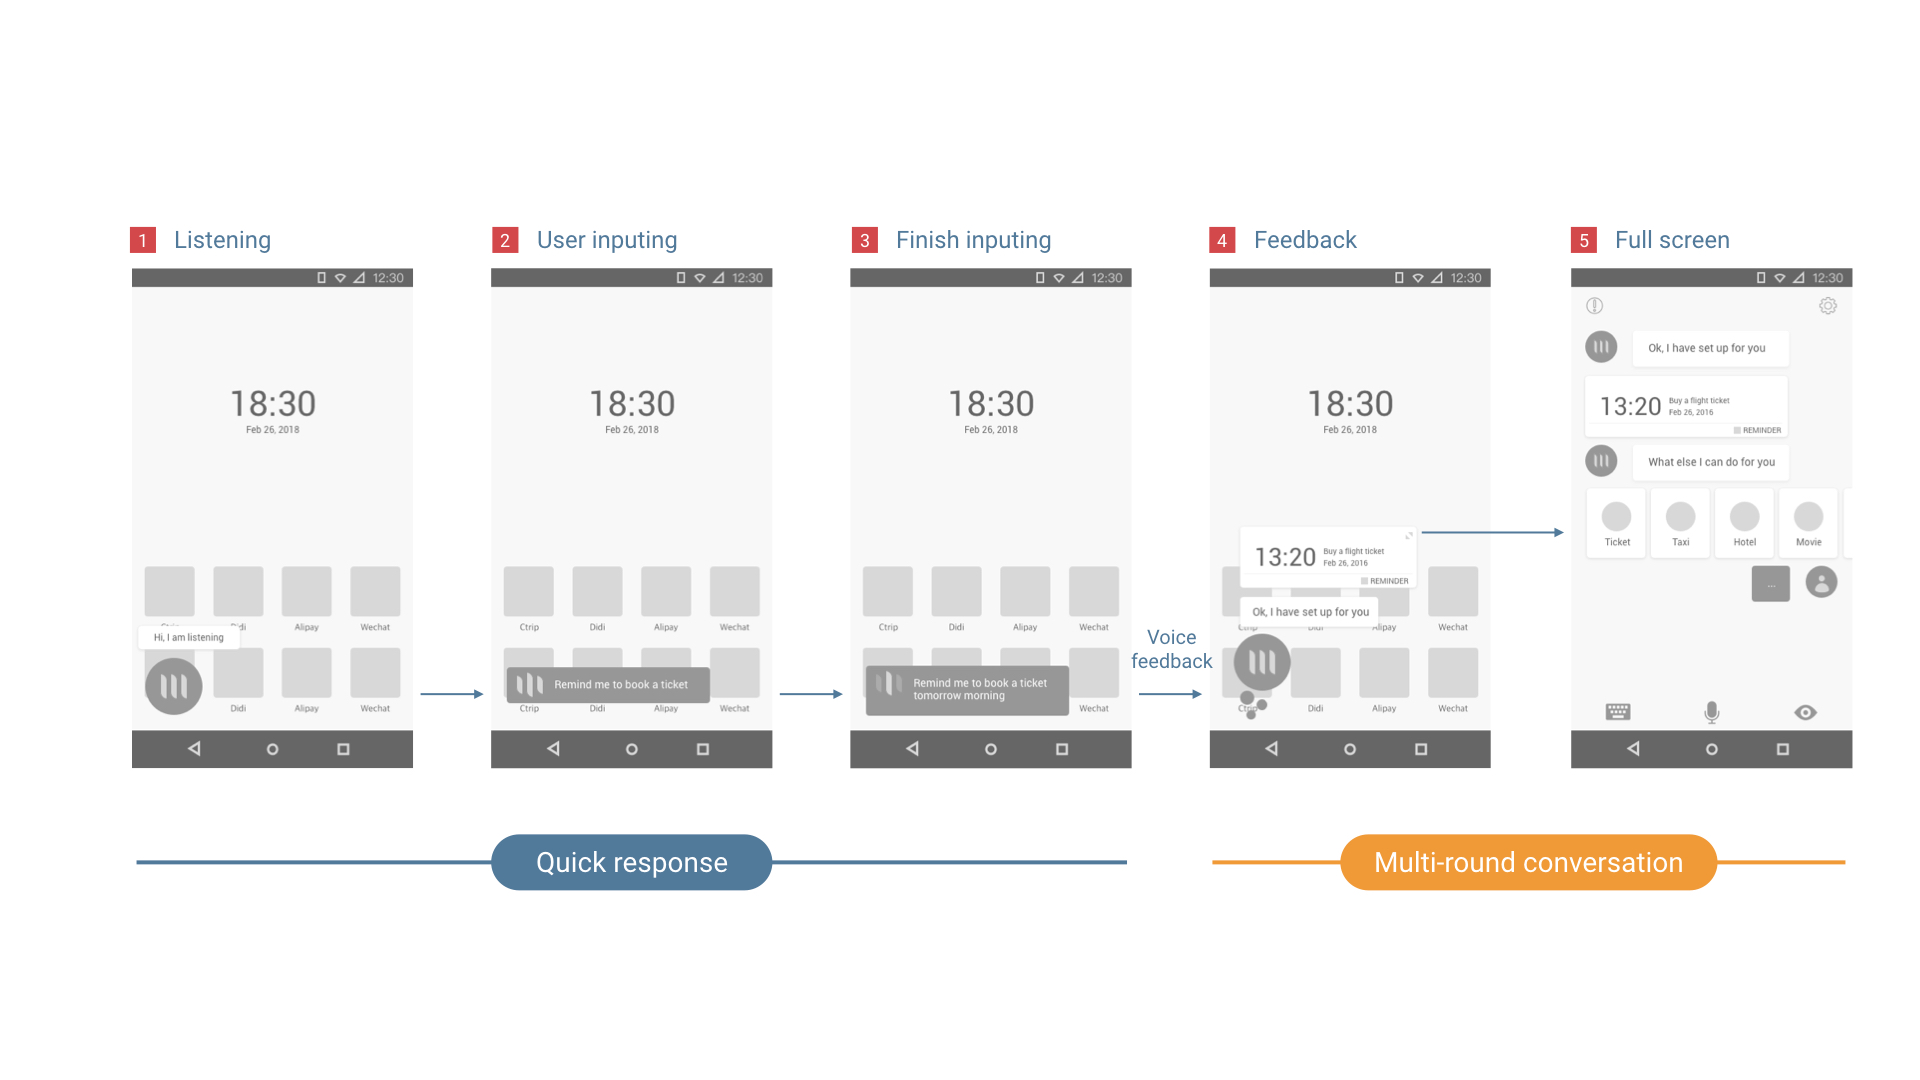 1 Listening
12:30
18:30
Feb 26, 2018
Didi Alipay Wechat
Hi, I am listening
Didi Alipay Wechat
2 User inputing
12:30
18:30
Feb 26, 2018
Ctrip Didi Alipay Wechat
Remind me to book a ticket
Ctrip Didi Alipay Wechat
3 Finish inputing
12:30
18:30
Feb 26, 2018
Ctrip Didi Alipay Wechat
Remind me to book a ticket
tomorrow morning
Wechat
Voice
feedback
4 Feedback
12:30
18:30
Feb 26, 2018
13:20
Buy a flight ticket
Feb 26, 2016
REMINDER
Ok, I have set up for you
Ctrip Didi Alipay Wechat
Ctrip Didi Alipay Wechat
5 Full screen
12:30
Ok, I have set up for you
13:20
Buy a flight ticket
Feb 26, 2016
REMINDER
What else I can do for you
Ticket Taxi Hotel Movie
...
Quick response
Multi-round conversation